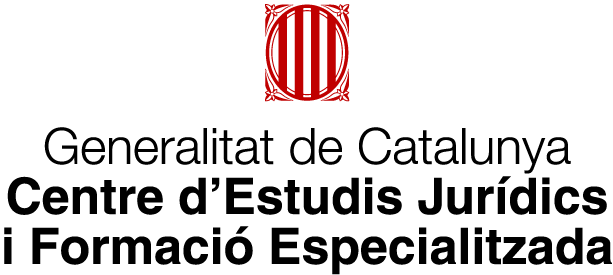 Generalitat de Catalunya
Centre d’Estudis Jurídics
i Formació Especialitzada